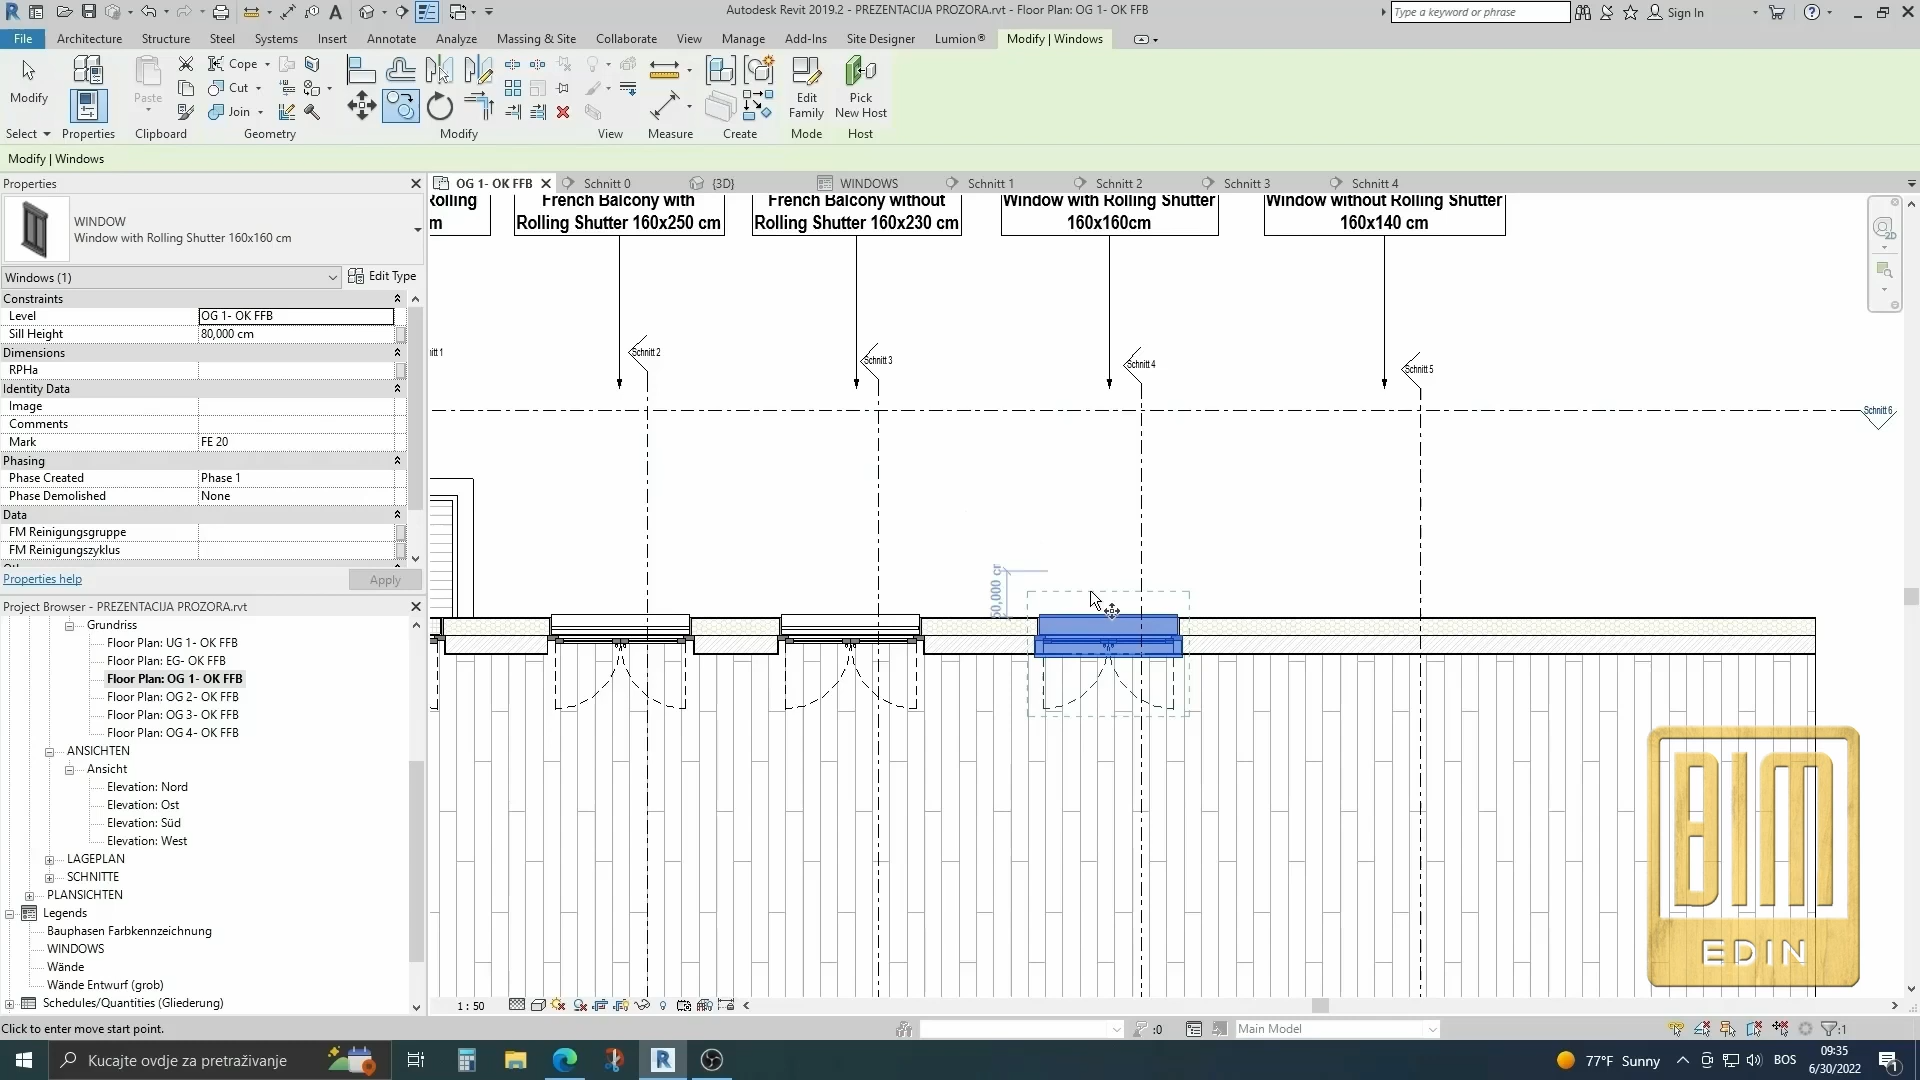 Autodesk Revit 2019.2 - PREZENTACIJA PROZORA.rvt - Floor Plan: OG 1- OK FFB
Type a keyword or phrase
Sign In
File Architecture Structure Steel Systems Insert Annotate Analyze Massing & Site Collaborate View Manage Add-Ins Site Designer Lumion® Modify | Windows
Modify
Paste
Cope
Cut
Join
Edit Family
Pick New Host
Select Properties Clipboard Geometry Modify View Measure Create Mode Host
Modify | Windows
Properties
WINDOW
Window with Rolling Shutter 160x160 cm
Windows (1)
Edit Type
Constraints
Level OG 1- OK FFB
Sill Height 80,000 cm
Dimensions
RPHa
Identity Data
Image
Comments
Mark FE 20
Phasing
Phase Created Phase 1
Phase Demolished None
Data
FM Reinigungsgruppe
FM Reinigungszyklus
Properties help
Apply
Project Browser - PREZENTACIJA PROZORA.rvt
Grundriss
Floor Plan: UG 1- OK FFB
Floor Plan: EG- OK FFB
Floor Plan: OG 1- OK FFB
Floor Plan: OG 2- OK FFB
Floor Plan: OG 3- OK FFB
Floor Plan: OG 4- OK FFB
ANSICHTEN
Ansicht
Elevation: Nord
Elevation: Ost
Elevation: Süd
Elevation: West
LAGEPLAN
SCHNITTE
PLANSICHTEN
Legends
Bauphasen Farbkennzeichnung
WINDOWS
Wände
Wände Entwurf (grob)
Schedules/Quantities (Gliederung)
OG 1- OK FFB
Schnitt 0
{3D}
WINDOWS
Schnitt 1
Schnitt 2
Schnitt 3
Schnitt 4
French Balcony with
Rolling Shutter 160x250 cm
French Balcony without
Rolling Shutter 160x230 cm
Window with Rolling Shutter
160x160cm
Window without Rolling Shutter
160x140 cm
Schnitt 2
Schnitt 3
Schnitt 4
Schnitt 5
Schnitt 6
BIM
EDIN
1 : 50
Click to enter move start point.
:0
Main Model
:1
Kucajte ovdje za pretraživanje
77°F Sunny
BOS
09:35
6/30/2022